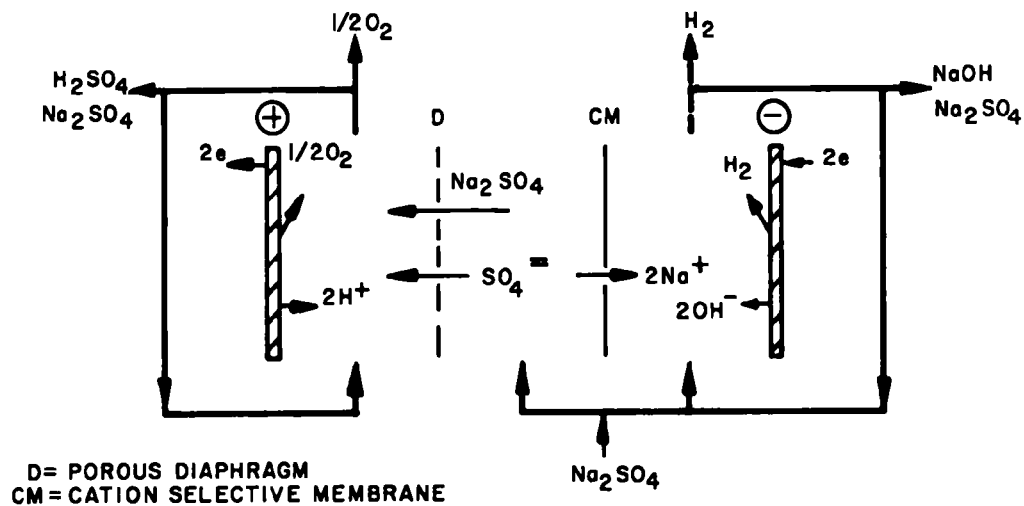 1/2O₂
H₂
H₂SO₄
Na₂SO₄
NaOH
Na₂SO₄
+
D
CM
−
2e
1/2O₂
Na₂SO₄
H₂
2e
SO₄⁼
2Na⁺
2H⁺
2OH⁻
Na₂SO₄
D= POROUS DIAPHRAGM
CM=CATION SELECTIVE MEMBRANE